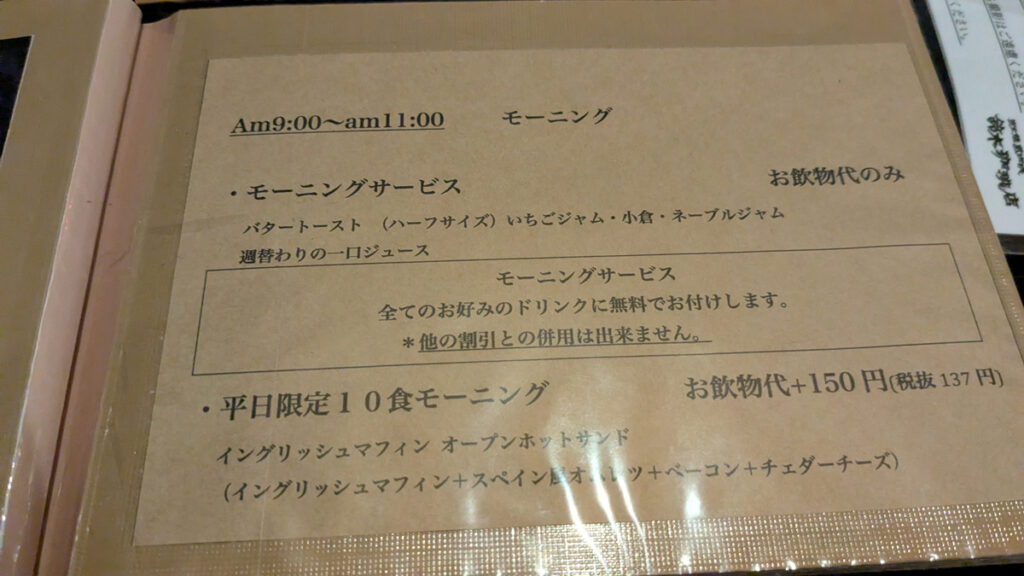 Am9:00～am11:00 モーニング
・モーニングサービス お飲物代のみ
バタートースト （ハーフサイズ）いちごジャム・小倉・ネーブルジャム
週替わりの一口ジュース
モーニングサービス
全てのお好みのドリンクに無料でお付けします。
＊他の割引との併用は出来ません。
・平日限定１０食モーニング お飲物代+150円(税抜137円)
イングリッシュマフィン オープンホットサンド
（イングリッシュマフィン＋スペイン風オムレツ＋ベーコン＋チェダーチーズ）
ください。